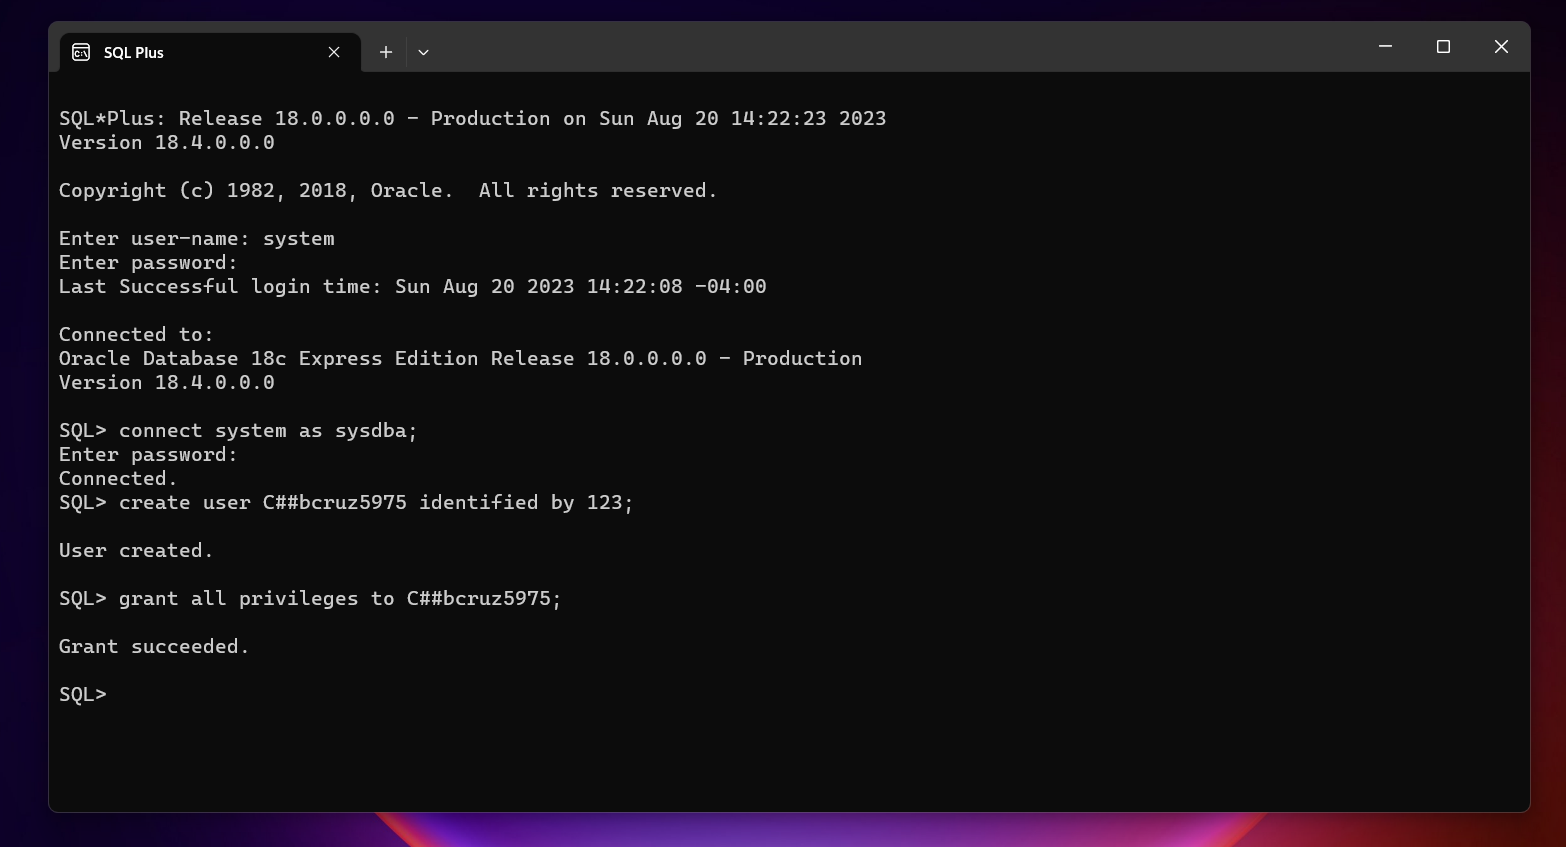 SQL Plus
SQL*Plus: Release 18.0.0.0.0 - Production on Sun Aug 20 14:22:23 2023
Version 18.4.0.0.0
Copyright (c) 1982, 2018, Oracle.  All rights reserved.
Enter user-name: system
Enter password:
Last Successful login time: Sun Aug 20 2023 14:22:08 -04:00
Connected to:
Oracle Database 18c Express Edition Release 18.0.0.0.0 - Production
Version 18.4.0.0.0
SQL> connect system as sysdba;
Enter password:
Connected.
SQL> create user C##bcruz5975 identified by 123;
User created.
SQL> grant all privileges to C##bcruz5975;
Grant succeeded.
SQL>